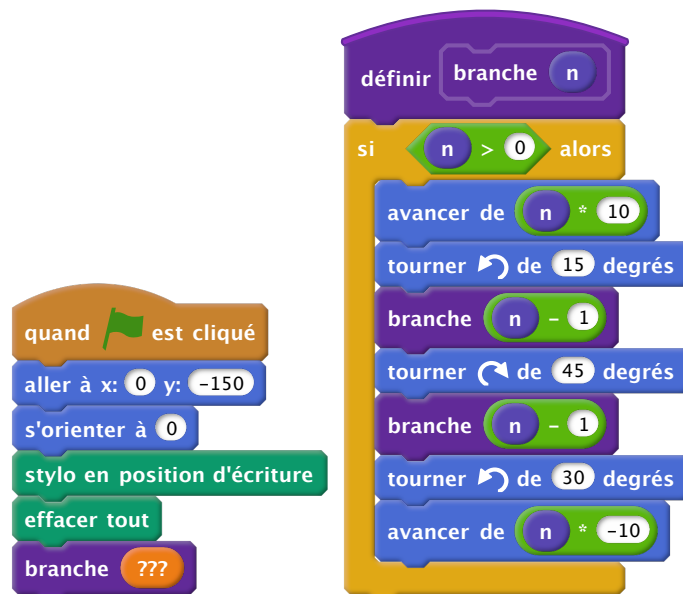 quand est cliqué
aller à x: 0 y: -150
s'orienter à 0
stylo en position d'écriture
effacer tout
branche ???
définir branche n
si n > 0 alors
avancer de n * 10
tourner de 15 degrés
branche n - 1
tourner de 45 degrés
branche n - 1
tourner de 30 degrés
avancer de n * -10